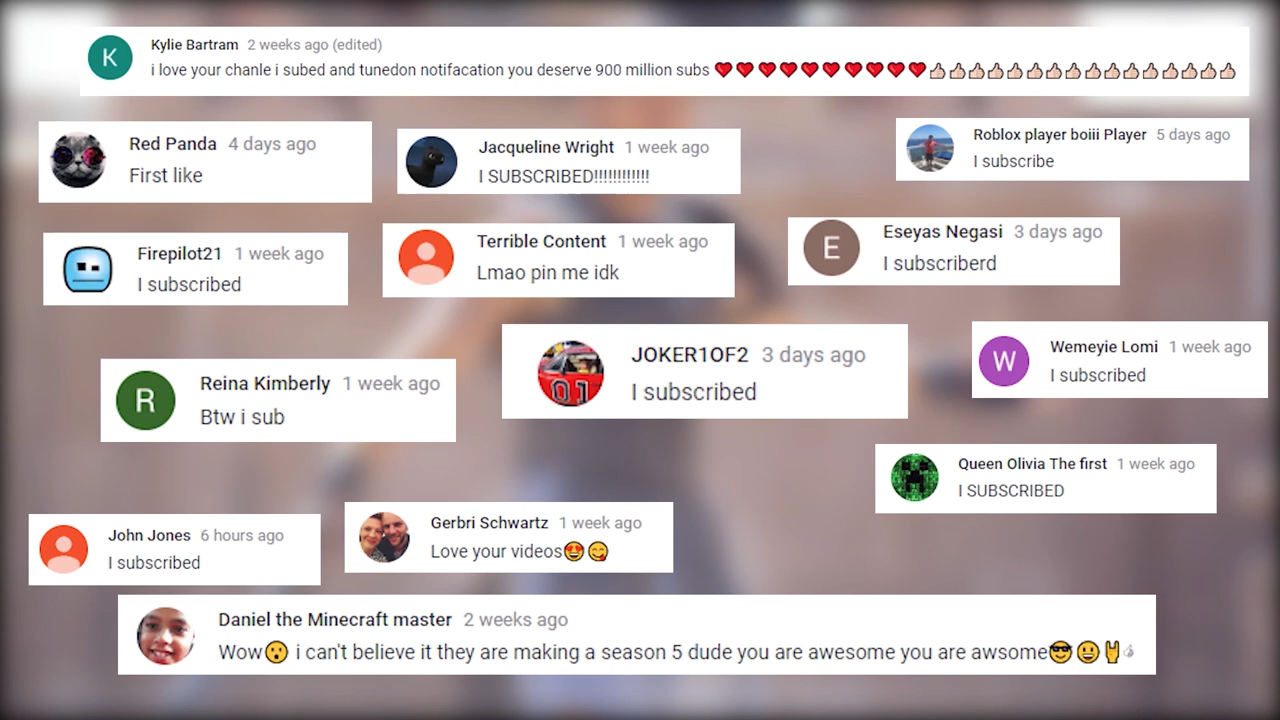 Kylie Bartram 2 weeks ago (edited)
i love your chanle i subed and tunedon notifacation you deserve 900 million subs ❤❤❤❤❤❤❤❤❤❤👍🏻👍🏻👍🏻👍🏻👍🏻👍🏻👍🏻👍🏻👍🏻👍🏻👍🏻👍🏻👍🏻👍🏻👍🏻👍🏻
Red Panda 4 days ago
First like
Jacqueline Wright 1 week ago
I SUBSCRIBED!!!!!!!!!!!!
Roblox player boiii Player 5 days ago
I subscribe
Firepilot21 1 week ago
I subscribed
Terrible Content 1 week ago
Lmao pin me idk
Eseyas Negasi 3 days ago
I subscriberd
Reina Kimberly 1 week ago
Btw i sub
01
JOKER1OF2 3 days ago
I subscribed
W
Wemeyie Lomi 1 week ago
I subscribed
Queen Olivia The first 1 week ago
I SUBSCRIBED
John Jones 6 hours ago
I subscribed
Gerbri Schwartz 1 week ago
Love your videos😍😋
Daniel the Minecraft master 2 weeks ago
Wow😮 i can't believe it they are making a season 5 dude you are awesome you are awsome😎😃🤘
K
E
R